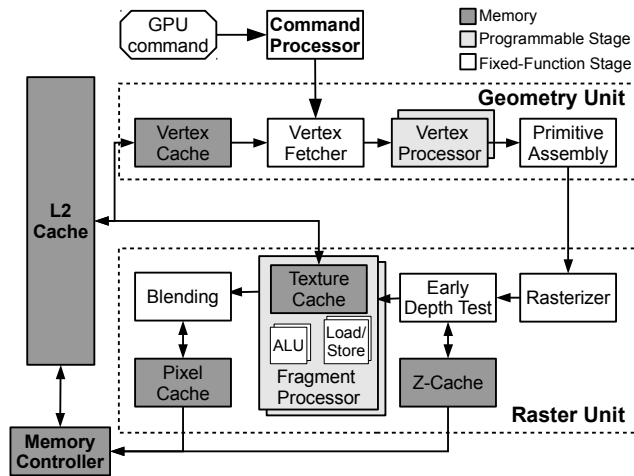 GPU
command
Command
Processor
Memory
Programmable Stage
Fixed-Function Stage
Geometry Unit
Vertex
Cache
Vertex
Fetcher
Vertex
Processor
Primitive
Assembly
L2
Cache
Blending
Texture
Cache
ALU
Load/
Store
Fragment
Processor
Early
Depth Test
Rasterizer
Pixel
Cache
Z-Cache
Raster Unit
Memory
Controller